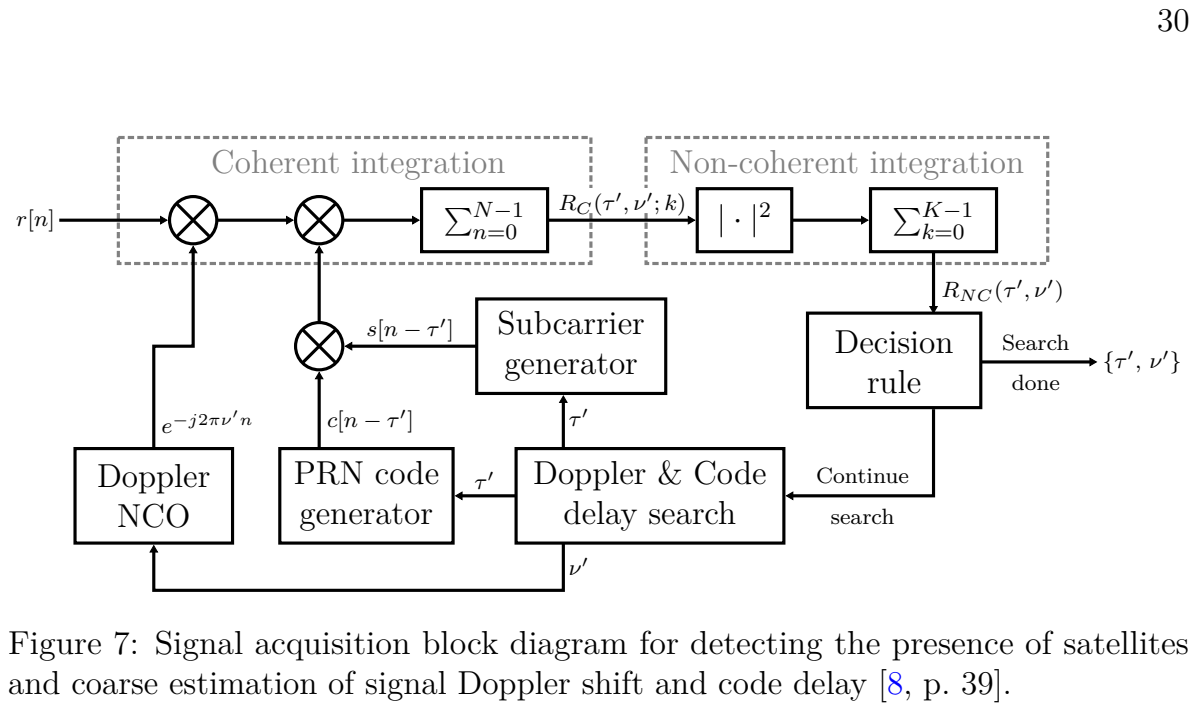 30
Coherent integration
Non-coherent integration
r[n]
∑_{n=0}^{N−1}
R_C(τ′, ν′; k)
| · |²
∑_{k=0}^{K−1}
R_{NC}(τ′, ν′)
s[n − τ′]
Subcarrier
generator
Decision
rule
Search
done
{τ′, ν′}
e^{−j2πν′n}
c[n − τ′]
τ′
Doppler
NCO
PRN code
generator
τ′
Doppler & Code
delay search
Continue
search
ν′
Figure 7: Signal acquisition block diagram for detecting the presence of satellites
and coarse estimation of signal Doppler shift and code delay [8, p. 39].